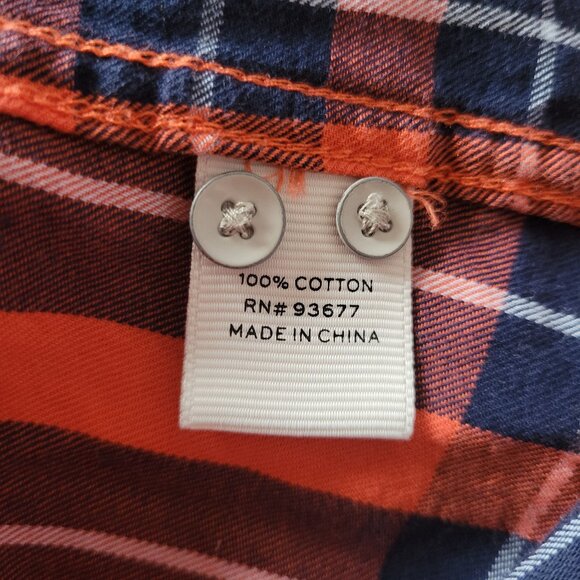 100% COTTON
RN# 93677
MADE IN CHINA